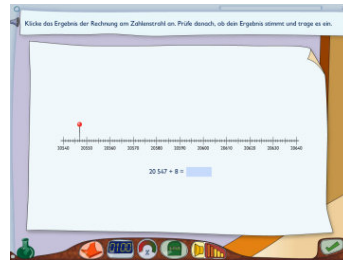 Klicke das Ergebnis der Rechnung am Zahlenstrahl an. Prüfe danach, ob dein Ergebnis stimmt und trage es ein.
20540 20550 20560 20570 20580 20590 20600 20610 20620 20630 20640
20 547 + 8 =
0100